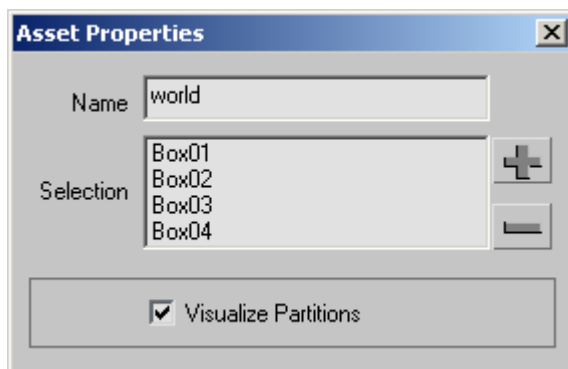 Asset Properties
Name
world
Selection
Box01
Box02
Box03
Box04
Visualize Partitions